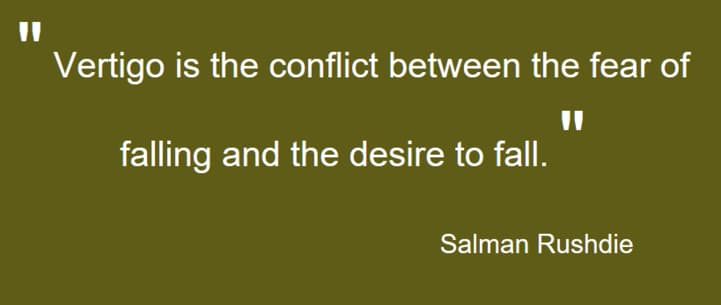 " Vertigo is the conflict between the fear of
falling and the desire to fall. "
Salman Rushdie